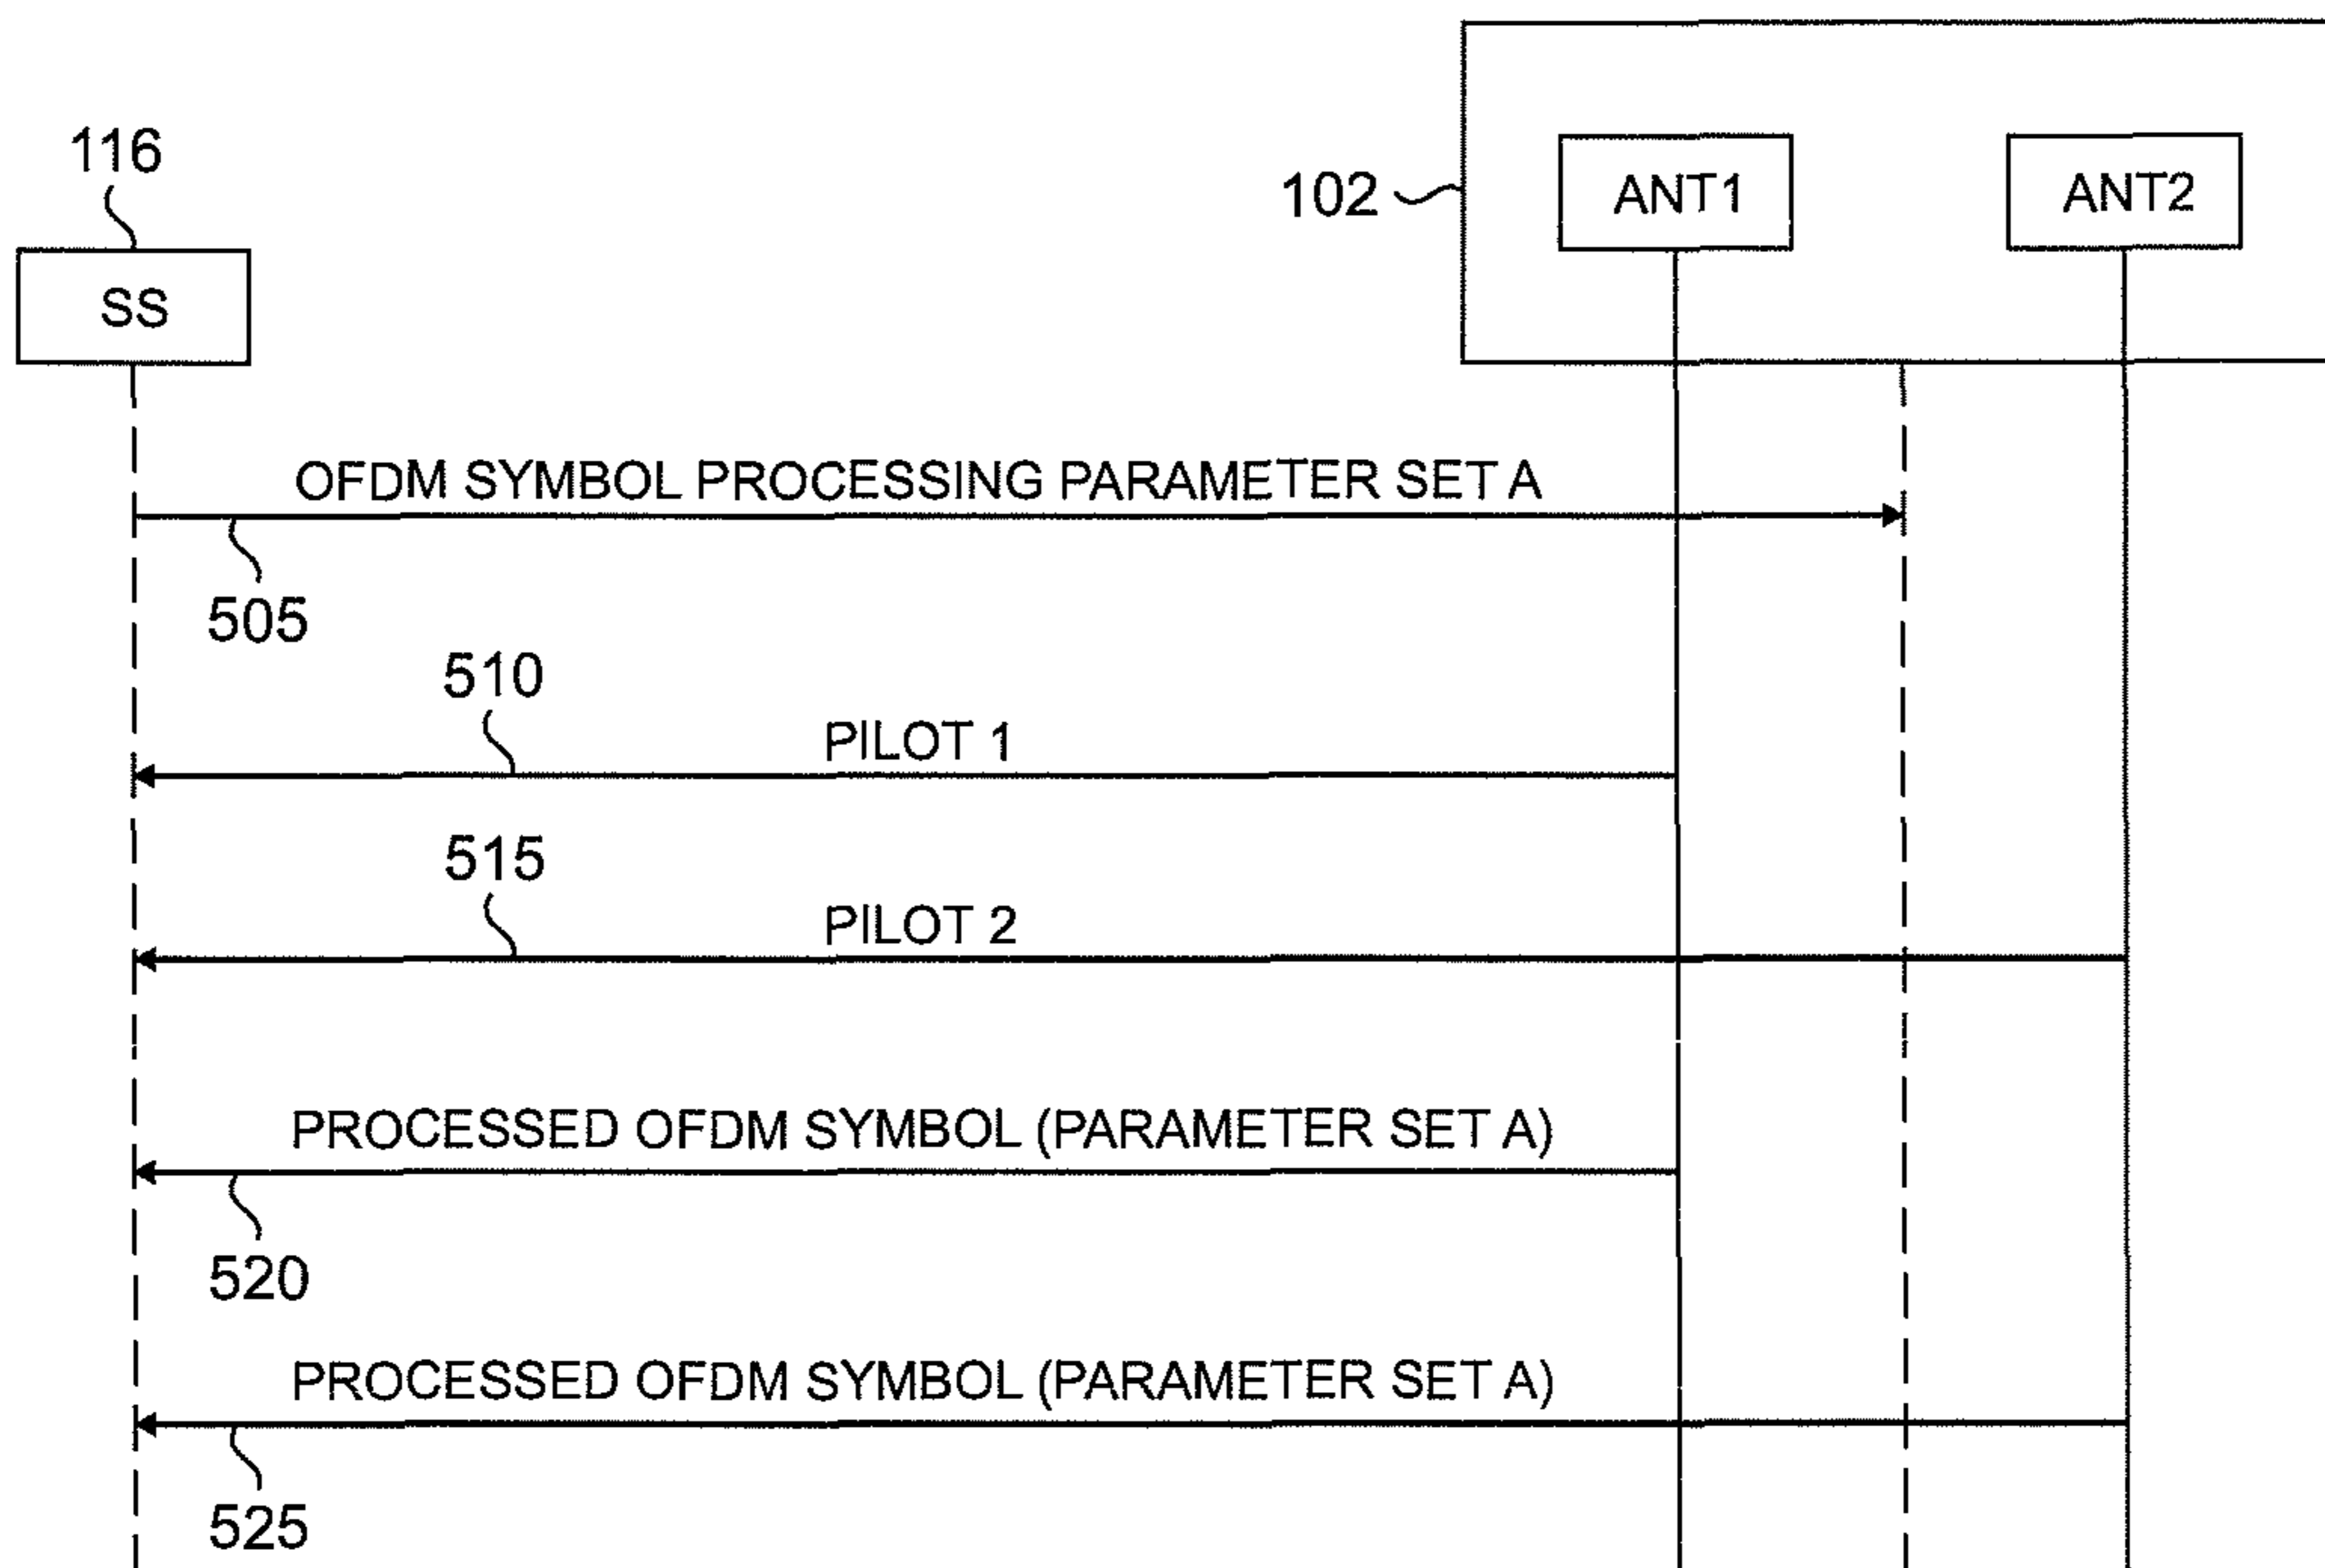 116
102
ANT1
ANT2
SS
OFDM SYMBOL PROCESSING PARAMETER SET A
505
510
PILOT 1
515
PILOT 2
PROCESSED OFDM SYMBOL (PARAMETER SET A)
520
PROCESSED OFDM SYMBOL (PARAMETER SET A)
525